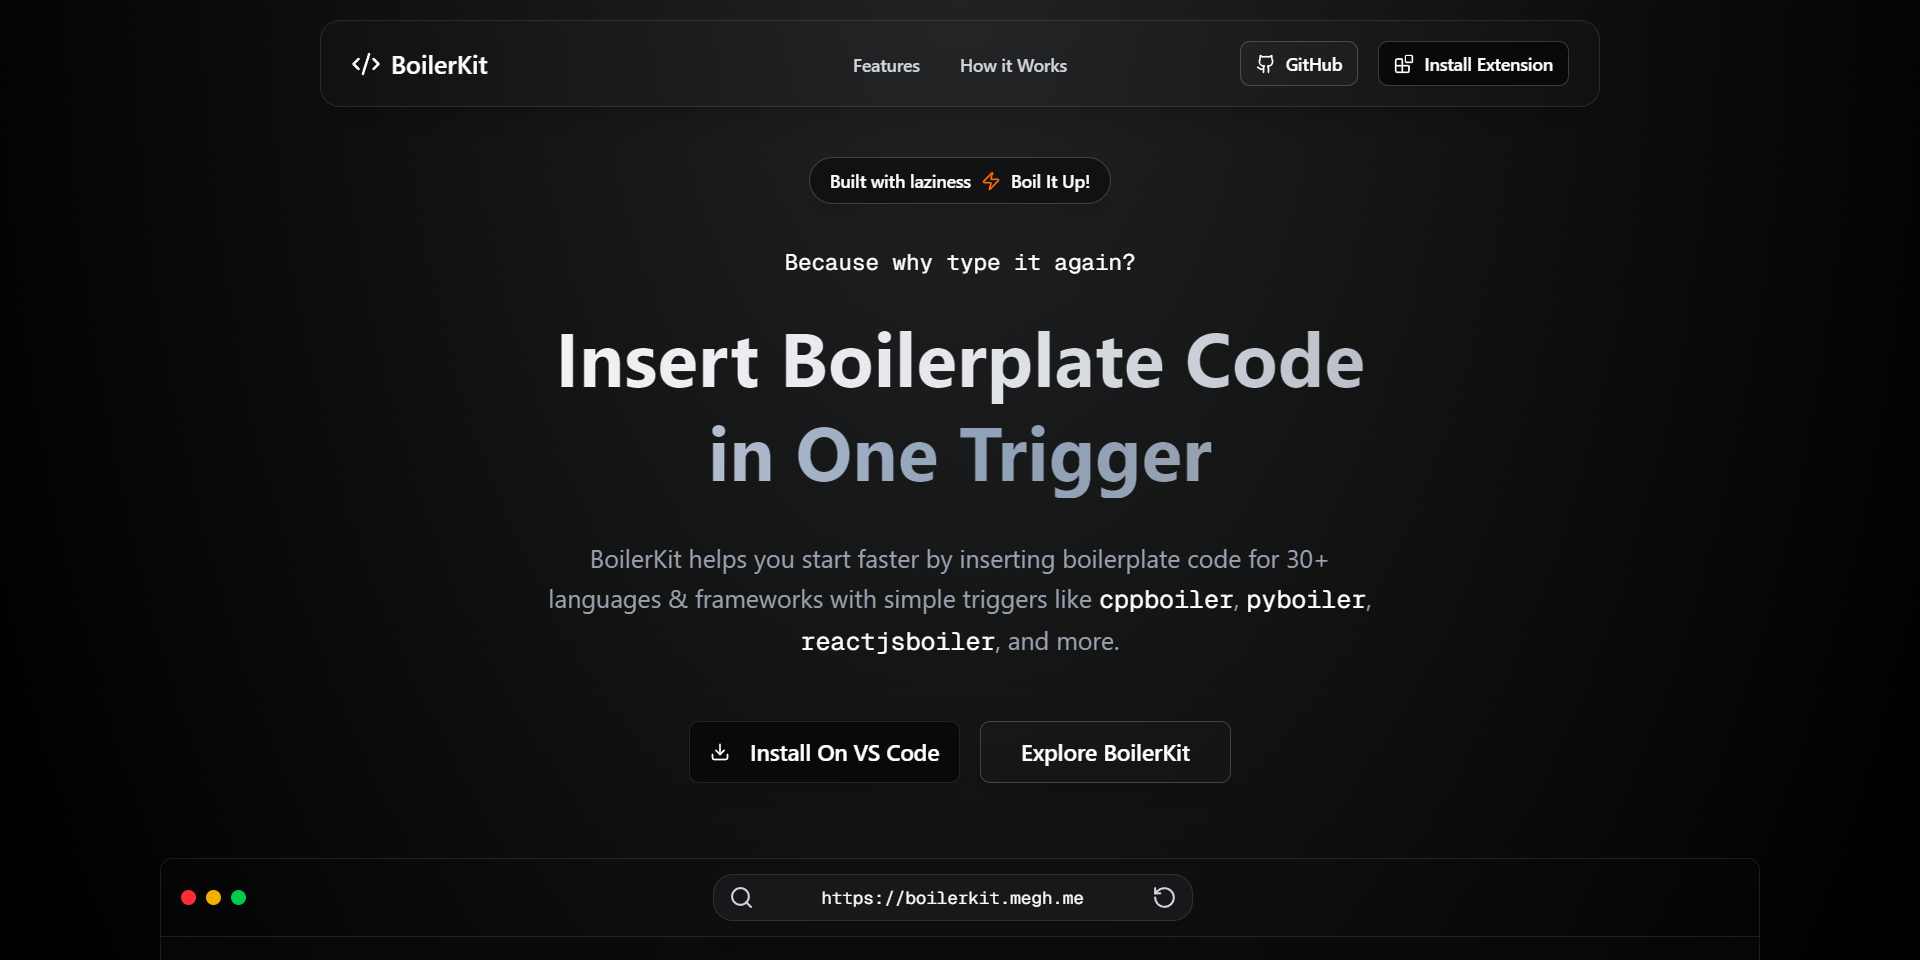 </> BoilerKit
Features
How it Works
GitHub
Install Extension
Built with laziness Boil It Up!
Because why type it again?
Insert Boilerplate Code
in One Trigger
BoilerKit helps you start faster by inserting boilerplate code for 30+
languages & frameworks with simple triggers like cppboiler, pyboiler,
reactjsboiler, and more.
Install On VS Code
Explore BoilerKit
https://boilerkit.megh.me